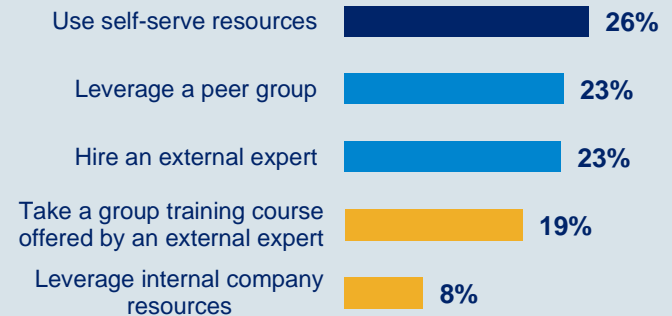 Use self-serve resources 26%
Leverage a peer group 23%
Hire an external expert 23%
Take a group training course
offered by an external expert 19%
Leverage internal company
resources 8%